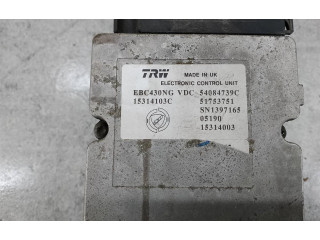 TRW MADE IN UK
ELECTRONIC CONTROL UNIT
EBC430NG VDC 54084739C
15314103C 51753751
SN1397165
05190
15314003